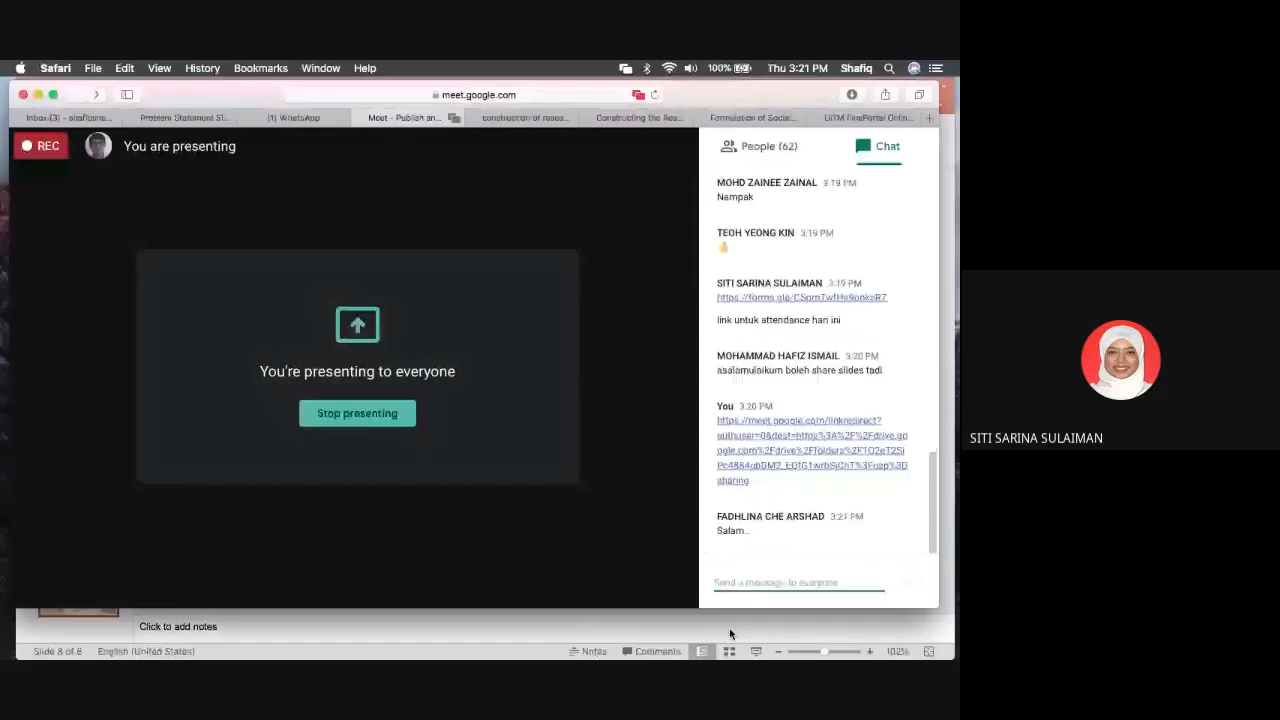 Safari File Edit View History Bookmarks Window Help 100% Thu 3:21 PM Shafiq
meet.google.com
(1) WhatsApp
Meet – Publish an...
Constructing the Res...
Formulation of Social...
REC
You are presenting
People (62)
Chat
MOHD ZAINEE ZAINAL 3:19 PM
Nampak
TEOH YEONG KIN 3:19 PM
SITI SARINA SULAIMAN 3:19 PM
link untuk attendance hari ini
MOHAMMAD HAFIZ ISMAIL 3:20 PM
asalamulaikum boleh share slides tadi
You 3:20 PM
https://meet.google.com/linkredirect?
sharing
FADHLINA CHE ARSHAD 3:21 PM
Salam..
Send a message to everyone
You're presenting to everyone
Stop presenting
SITI SARINA SULAIMAN
Click to add notes
Slide 8 of 8 English (United States) Notes Comments 102%